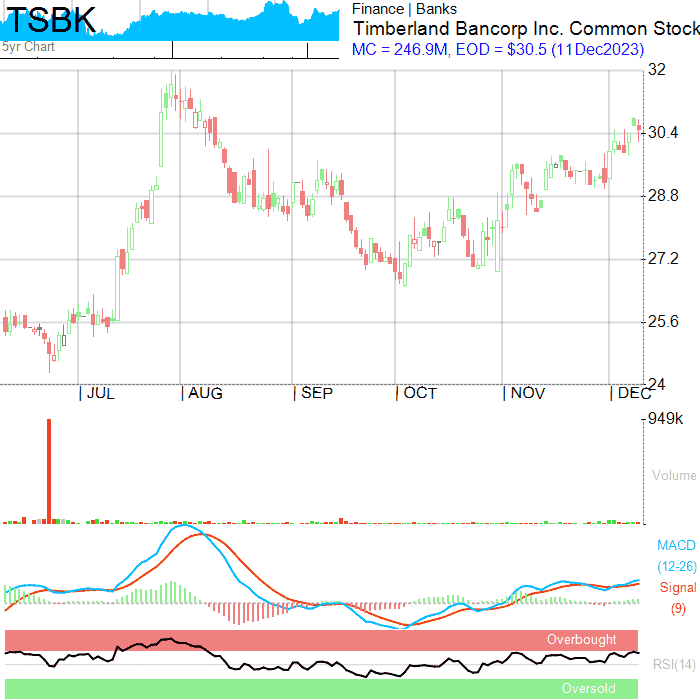 TSBK
5yr Chart
Finance | Banks
Timberland Bancorp Inc. Common Stock
MC = 246.9M, EOD = $30.5 (11Dec2023)
32
30.4
28.8
27.2
25.6
24
| JUL | AUG | SEP | OCT | NOV | DEC
949k
Volume
MACD
(12-26)
Signal
(9)
Overbought
RSI(14)
Oversold